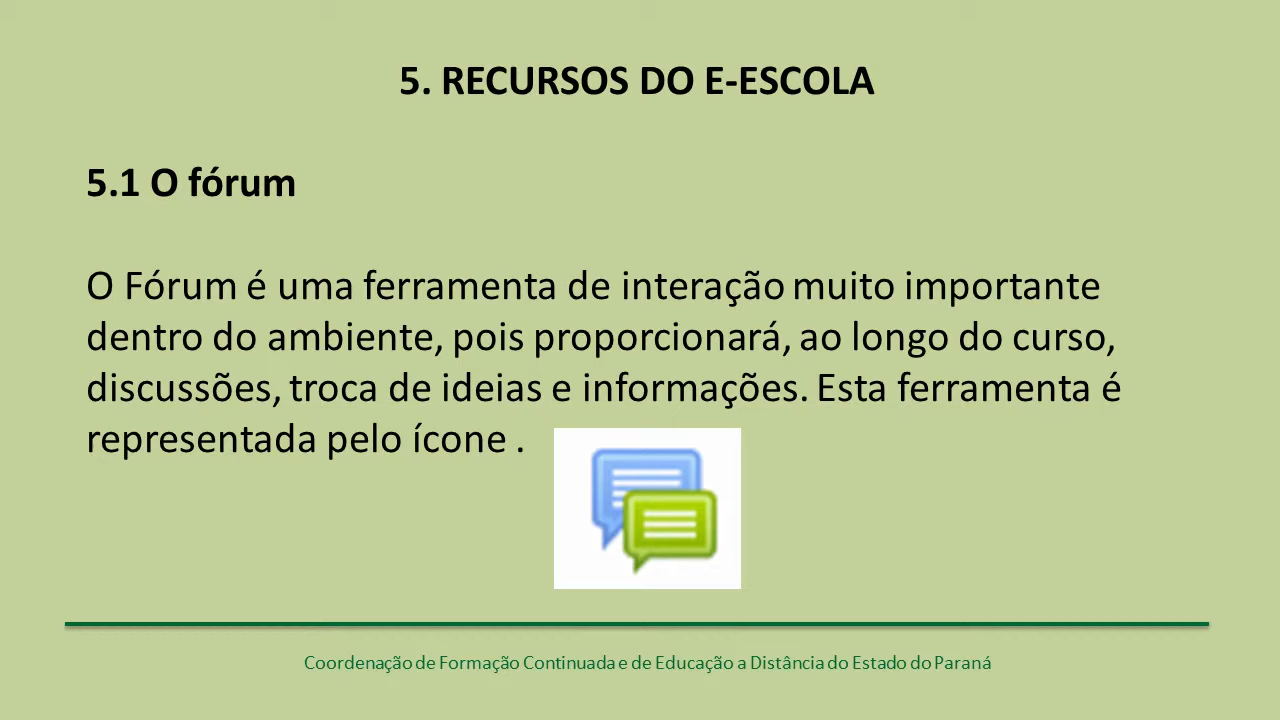 5. RECURSOS DO E-ESCOLA
5.1 O fórum
O Fórum é uma ferramenta de interação muito importante
dentro do ambiente, pois proporcionará, ao longo do curso,
discussões, troca de ideias e informações. Esta ferramenta é
representada pelo ícone .
Coordenação de Formação Continuada e de Educação a Distância do Estado do Paraná